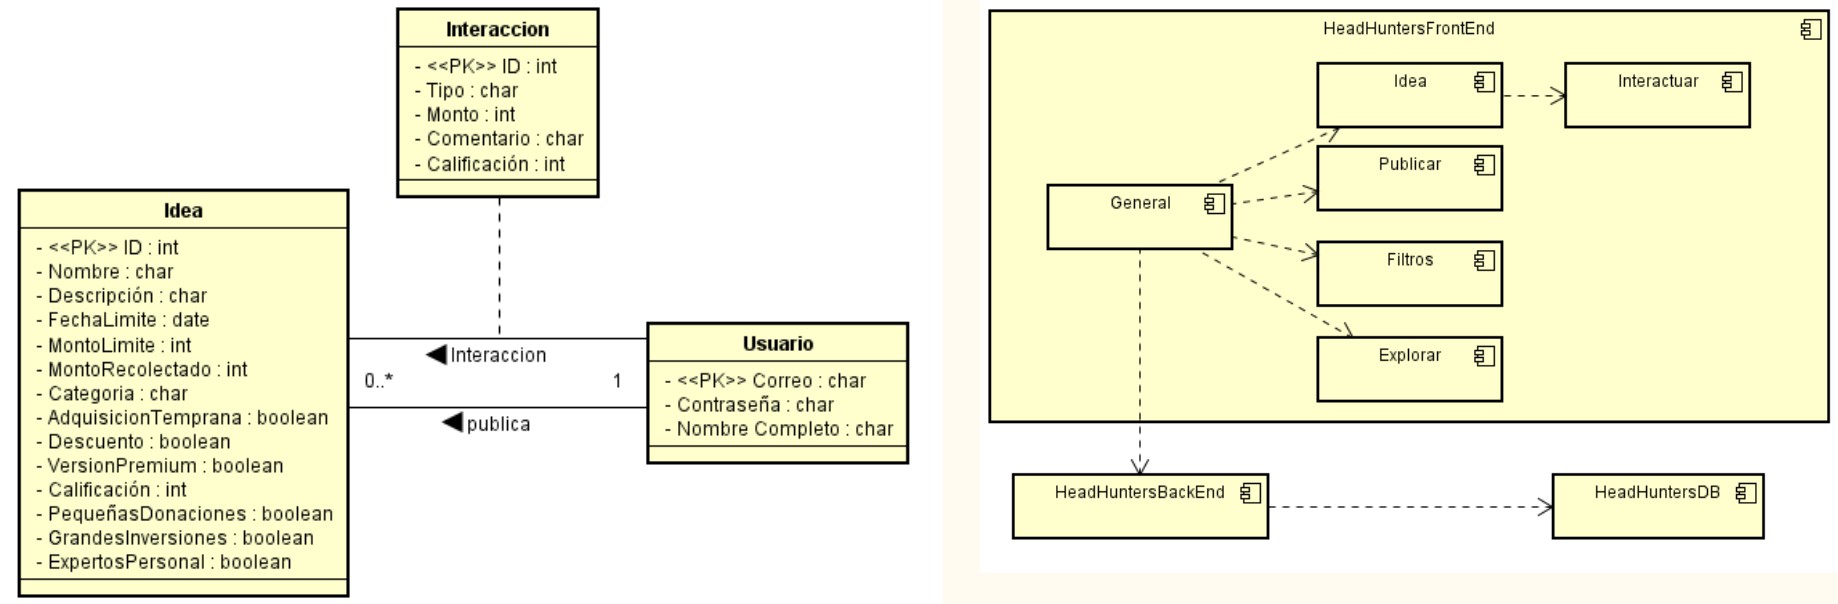 Interaccion
- <<PK>> ID : int
- Tipo : char
- Monto : int
- Comentario : char
- Calificación : int
Idea
- <<PK>> ID : int
- Nombre : char
- Descripción : char
- FechaLimite : date
- MontoLimite : int
- MontoRecolectado : int
- Categoria : char
- AdquisicionTemprana : boolean
- Descuento : boolean
- VersionPremium : boolean
- Calificación : int
- PequeñasDonaciones : boolean
- GrandesInversiones : boolean
- ExpertosPersonal : boolean
Interaccion
0..*
1
publica
Usuario
- <<PK>> Correo : char
- Contraseña : char
- Nombre Completo : char
HeadHuntersFrontEnd
Idea
Interactuar
Publicar
General
Filtros
Explorar
HeadHuntersBackEnd
HeadHuntersDB